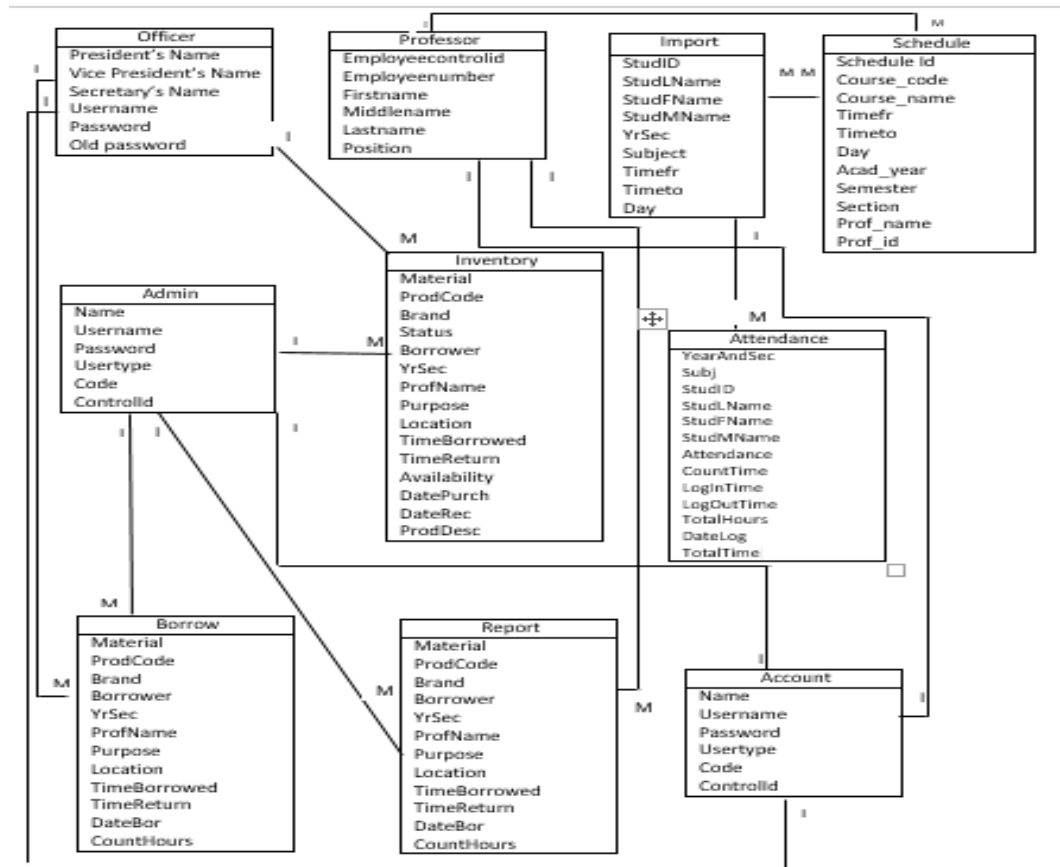 Officer
President's Name
Vice President's Name
Secretary's Name
Username
Password
Old password
Professor
Employeecontrolid
Employeenumber
Firstname
Middlename
Lastname
Position
Import
StudID
StudLName
StudFName
StudMName
YrSec
Subject
Timefr
Timeto
Day
Schedule
Schedule Id
Course_code
Course_name
Timefr
Timeto
Day
Acad_year
Semester
Section
Prof_name
Prof_id
I
M
I
I
I
M M
I
I
I
M
Inventory
Material
ProdCode
Brand
Status
Borrower
YrSec
ProfName
Purpose
Location
TimeBorrowed
TimeReturn
Availability
DatePurch
DateRec
ProdDesc
Admin
Name
Username
Password
Usertype
Code
ControlId
I
M
M
Attendance
YearAndSec
Subj
StudID
StudLName
StudFName
StudMName
Attendance
CountTime
LogInTime
LogOutTime
TotalHours
DateLog
TotalTime
I
I
I
M
M
Borrow
Material
ProdCode
Brand
Borrower
YrSec
ProfName
Purpose
Location
TimeBorrowed
TimeReturn
DateBor
CountHours
M
Report
Material
ProdCode
Brand
Borrower
YrSec
ProfName
Purpose
Location
TimeBorrowed
TimeReturn
DateBor
CountHours
M
I
Account
Name
Username
Password
Usertype
Code
ControlId
I
I